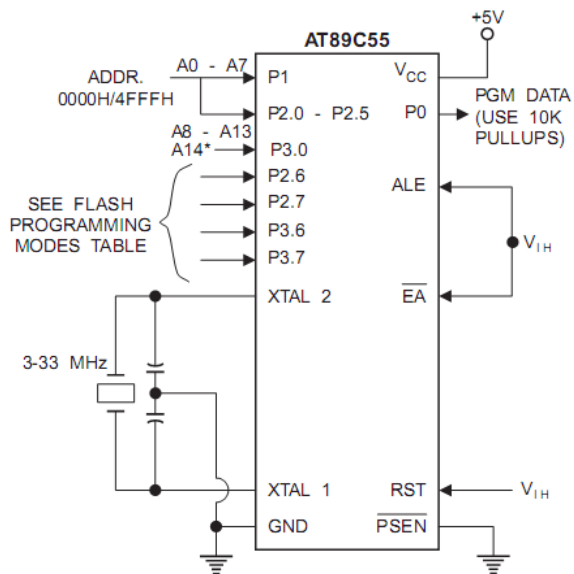 AT89C55
+5V
ADDR.
0000H/4FFFH
A0 - A7
P1
VCC
P2.0 - P2.5
P0
PGM DATA
(USE 10K
PULLUPS)
A8 - A13
A14*
P3.0
SEE FLASH
PROGRAMMING
MODES TABLE
P2.6
ALE
P2.7
P3.6
VIH
P3.7
XTAL 2
EA
3-33 MHz
XTAL 1
RST
VIH
GND
PSEN